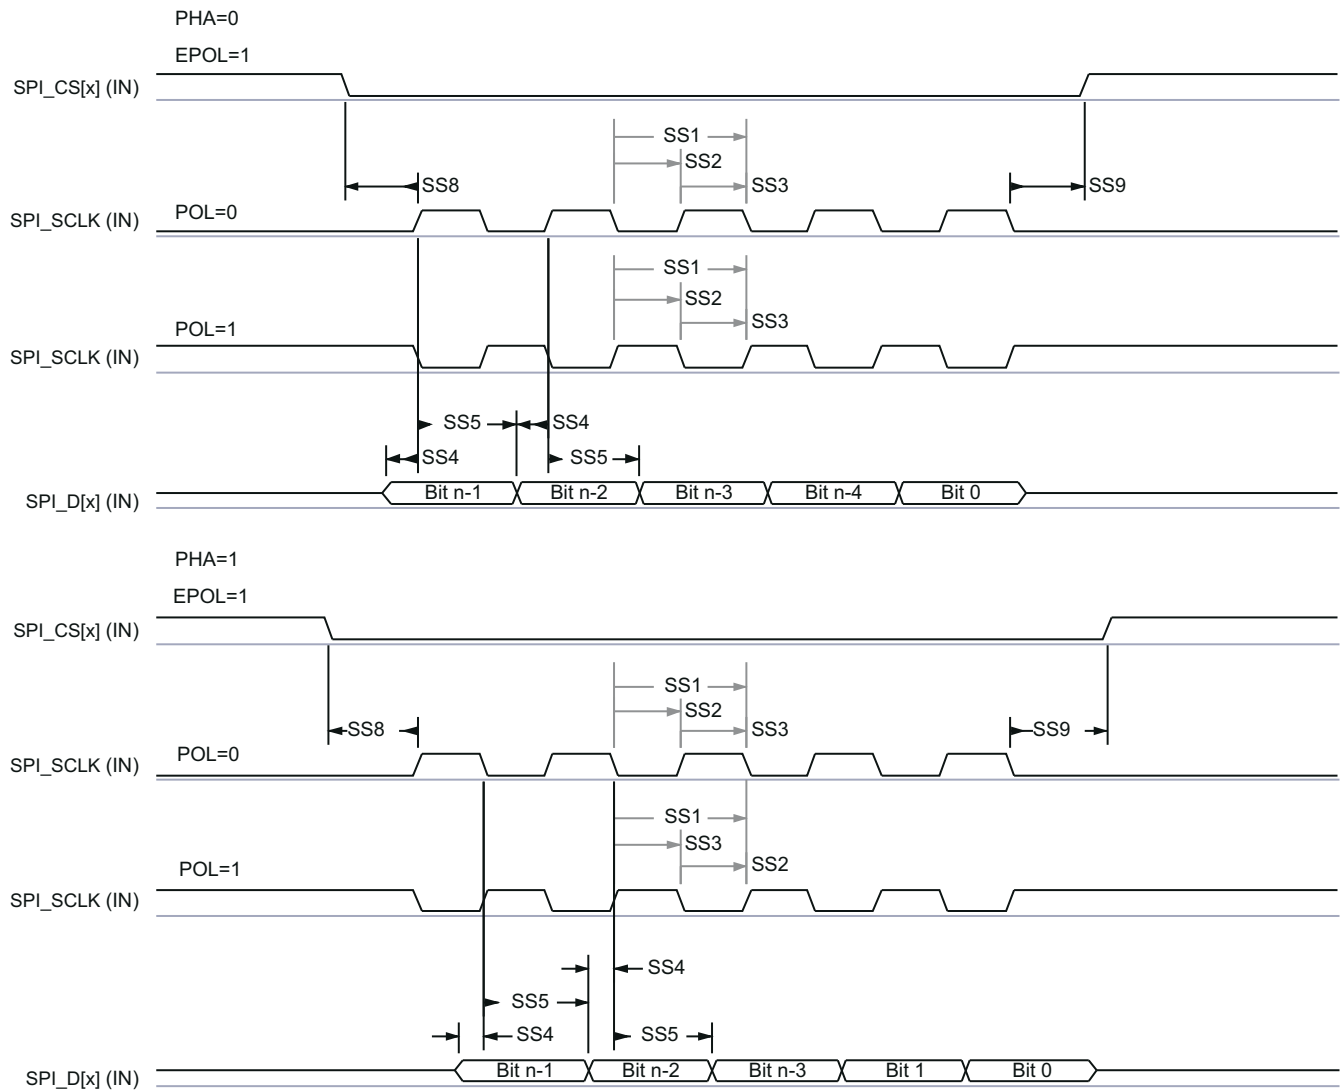 PHA=0
EPOL=1
SPI_CS[x] (IN)
SS1
SS2
SS8
SS3
SS9
POL=0
SPI_SCLK (IN)
SS1
SS2
SS3
POL=1
SPI_SCLK (IN)
SS5
SS4
SS4
SS5
SPI_D[x] (IN)
Bit n-1
Bit n-2
Bit n-3
Bit n-4
Bit 0
PHA=1
EPOL=1
SPI_CS[x] (IN)
SS1
SS2
SS8
SS3
SS9
POL=0
SPI_SCLK (IN)
SS1
SS3
SS2
POL=1
SPI_SCLK (IN)
SS4
SS5
SS4
SS5
SPI_D[x] (IN)
Bit n-1
Bit n-2
Bit n-3
Bit 1
Bit 0